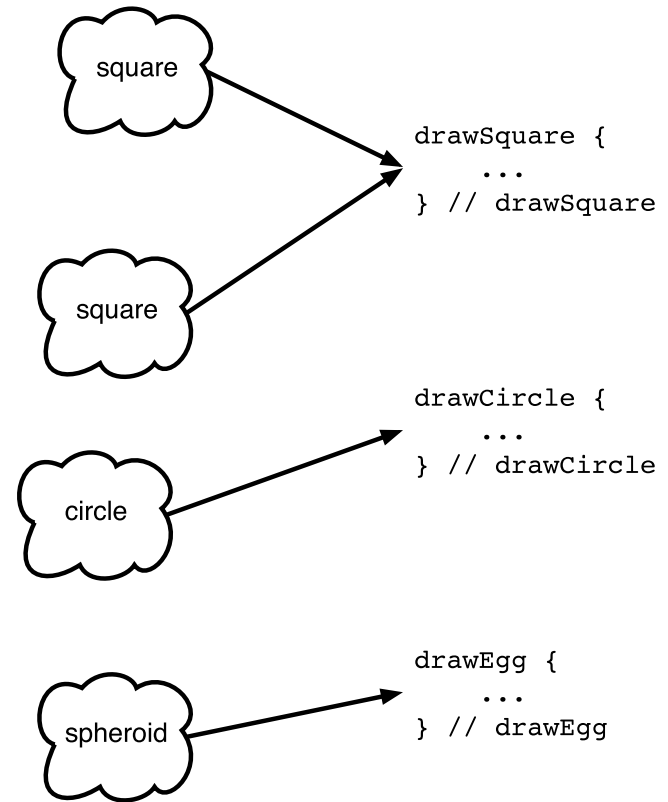 square
drawSquare {
...
} // drawSquare
square
drawCircle {
...
} // drawCircle
circle
drawEgg {
...
} // drawEgg
spheroid